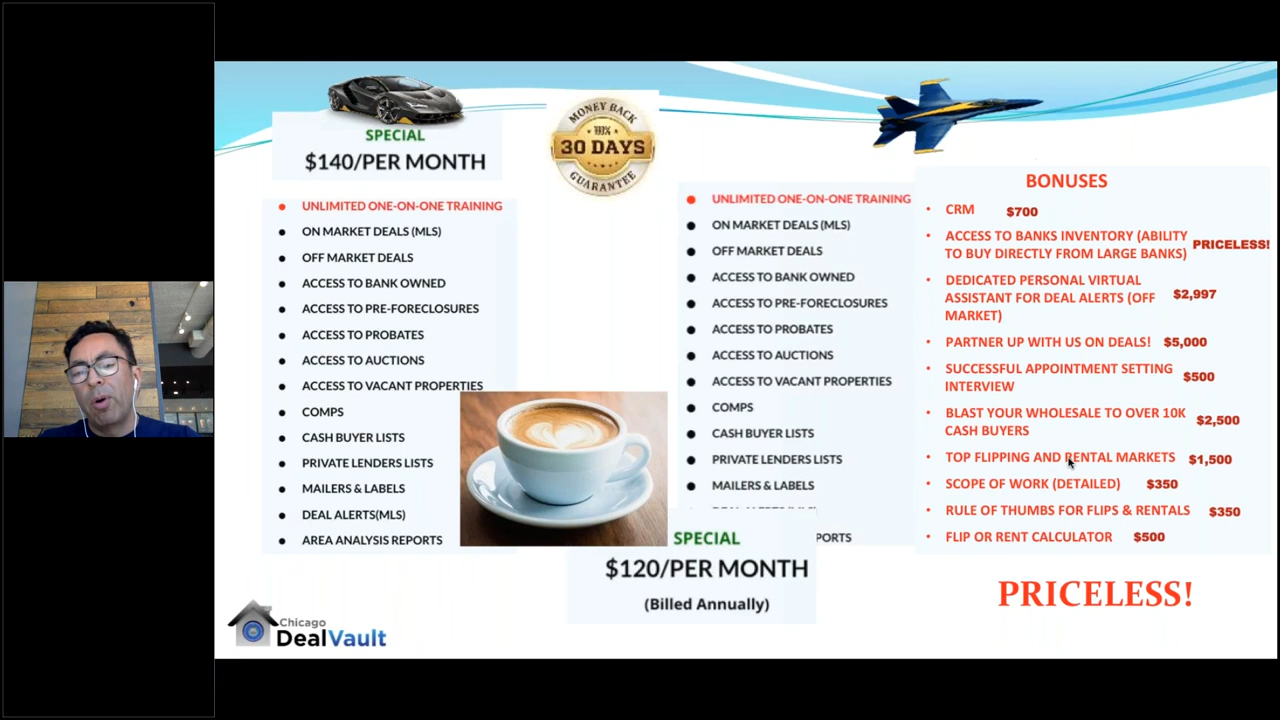 SPECIAL
$140/PER MONTH
MONEY BACK
100%
30 DAYS
GUARANTEE
UNLIMITED ONE-ON-ONE TRAINING
ON MARKET DEALS (MLS)
OFF MARKET DEALS
ACCESS TO BANK OWNED
ACCESS TO PRE-FORECLOSURES
ACCESS TO PROBATES
ACCESS TO AUCTIONS
ACCESS TO VACANT PROPERTIES
COMPS
CASH BUYER LISTS
PRIVATE LENDERS LISTS
MAILERS & LABELS
DEAL ALERTS(MLS)
AREA ANALYSIS REPORTS
UNLIMITED ONE-ON-ONE TRAINING
ON MARKET DEALS (MLS)
OFF MARKET DEALS
ACCESS TO BANK OWNED
ACCESS TO PRE-FORECLOSURES
ACCESS TO PROBATES
ACCESS TO AUCTIONS
ACCESS TO VACANT PROPERTIES
COMPS
CASH BUYER LISTS
PRIVATE LENDERS LISTS
MAILERS & LABELS
PORTS
SPECIAL
$120/PER MONTH
(Billed Annually)
BONUSES
CRM $700
ACCESS TO BANKS INVENTORY (ABILITY
TO BUY DIRECTLY FROM LARGE BANKS) PRICELESS!
DEDICATED PERSONAL VIRTUAL
ASSISTANT FOR DEAL ALERTS (OFF $2,997
MARKET)
PARTNER UP WITH US ON DEALS! $5,000
SUCCESSFUL APPOINTMENT SETTING $500
INTERVIEW
BLAST YOUR WHOLESALE TO OVER 10K $2,500
CASH BUYERS
TOP FLIPPING AND RENTAL MARKETS $1,500
SCOPE OF WORK (DETAILED) $350
RULE OF THUMBS FOR FLIPS & RENTALS $350
FLIP OR RENT CALCULATOR $500
PRICELESS!
Chicago
DealVault